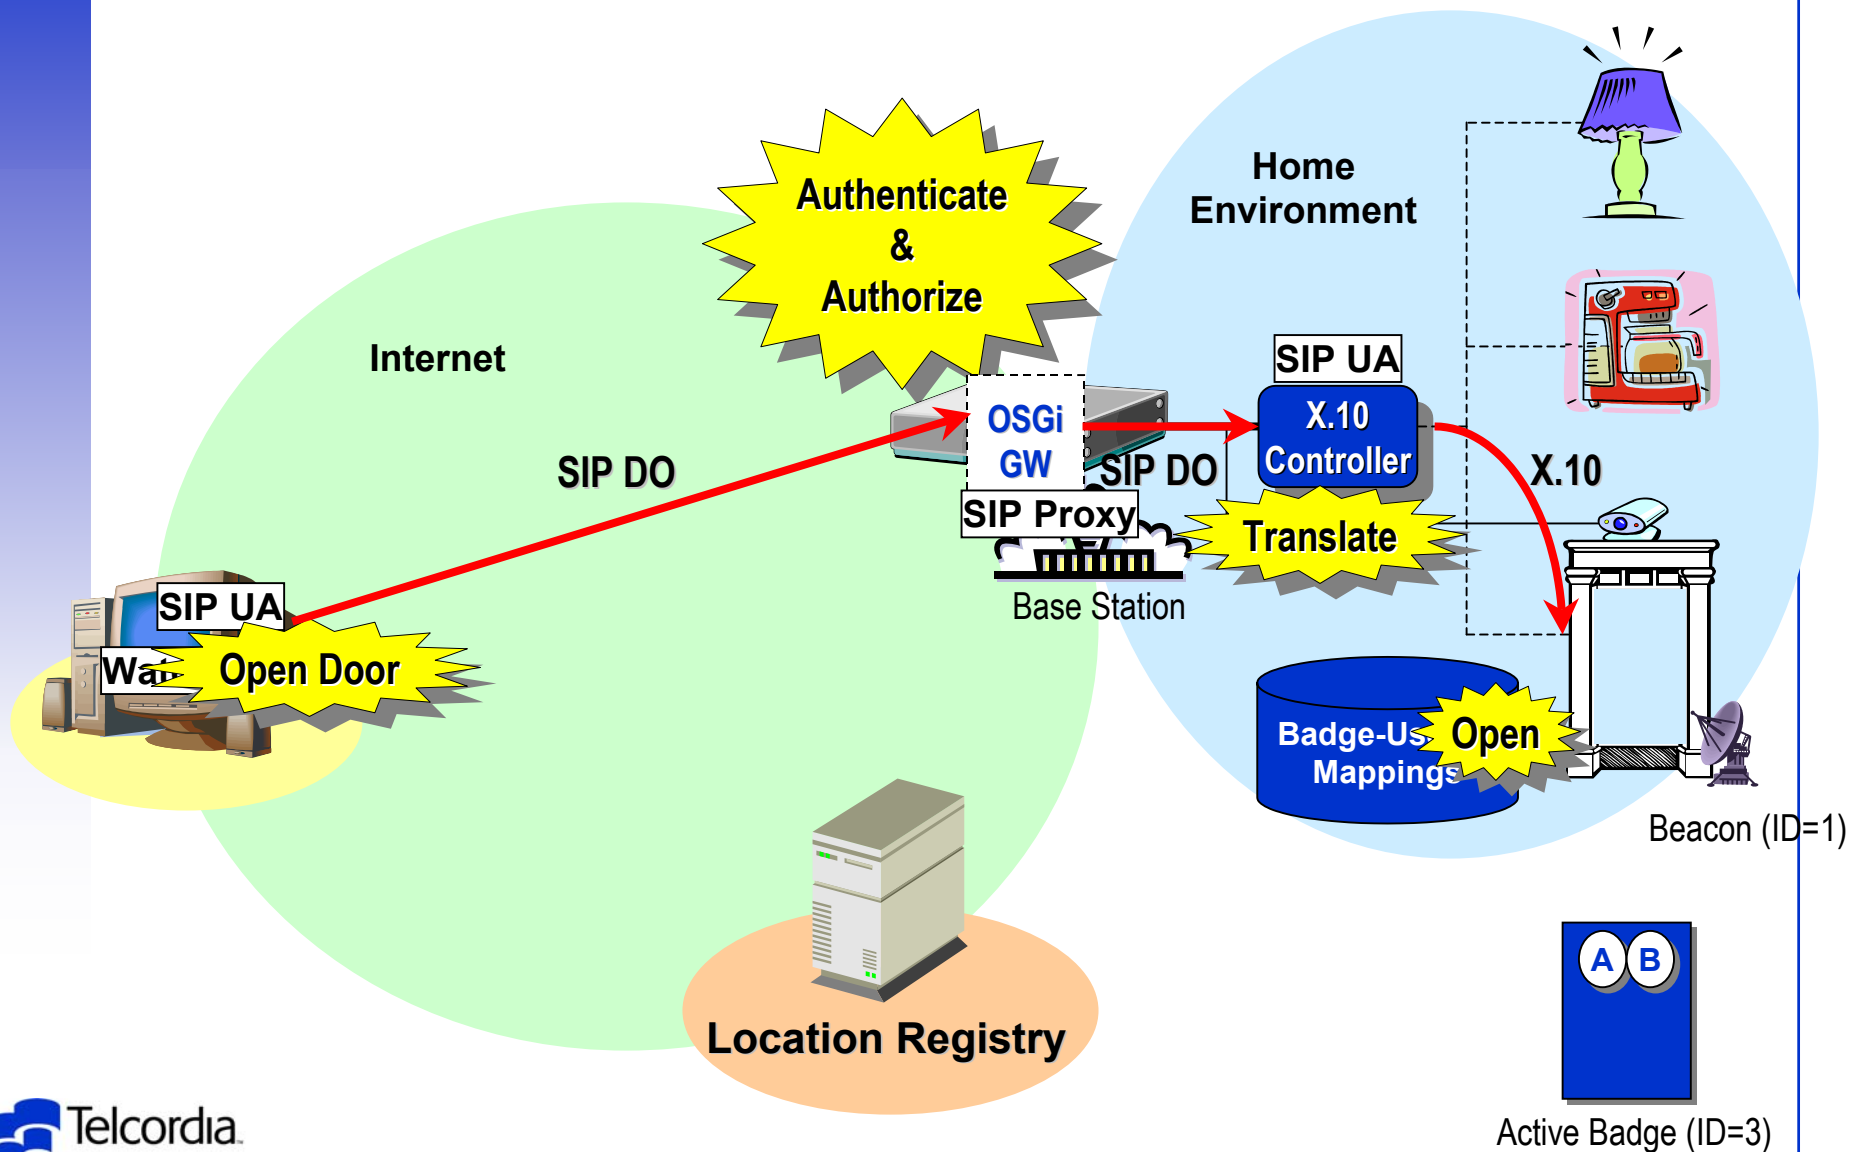 Authenticate
&
Authorize
Home
Environment
Internet
SIP UA
OSGi
GW
X.10
Controller
SIP DO
SIP DO
X.10
SIP Proxy
Translate
Base Station
SIP UA
Open Door
Open
Mappings
Beacon (ID=1)
A B
Location Registry
Telcordia
Active Badge (ID=3)